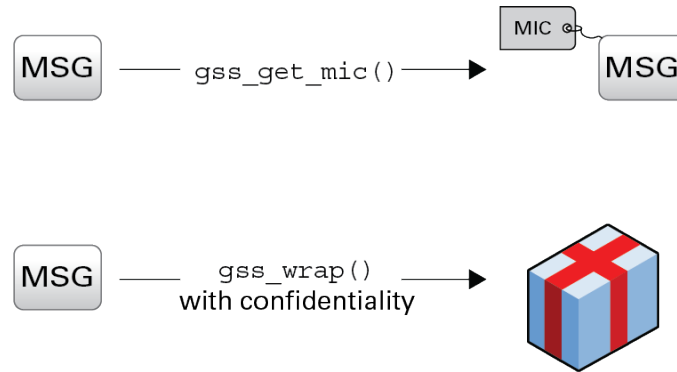 MIC
MSG
gss_get_mic()
MSG
MSG
gss_wrap()
with confidentiality